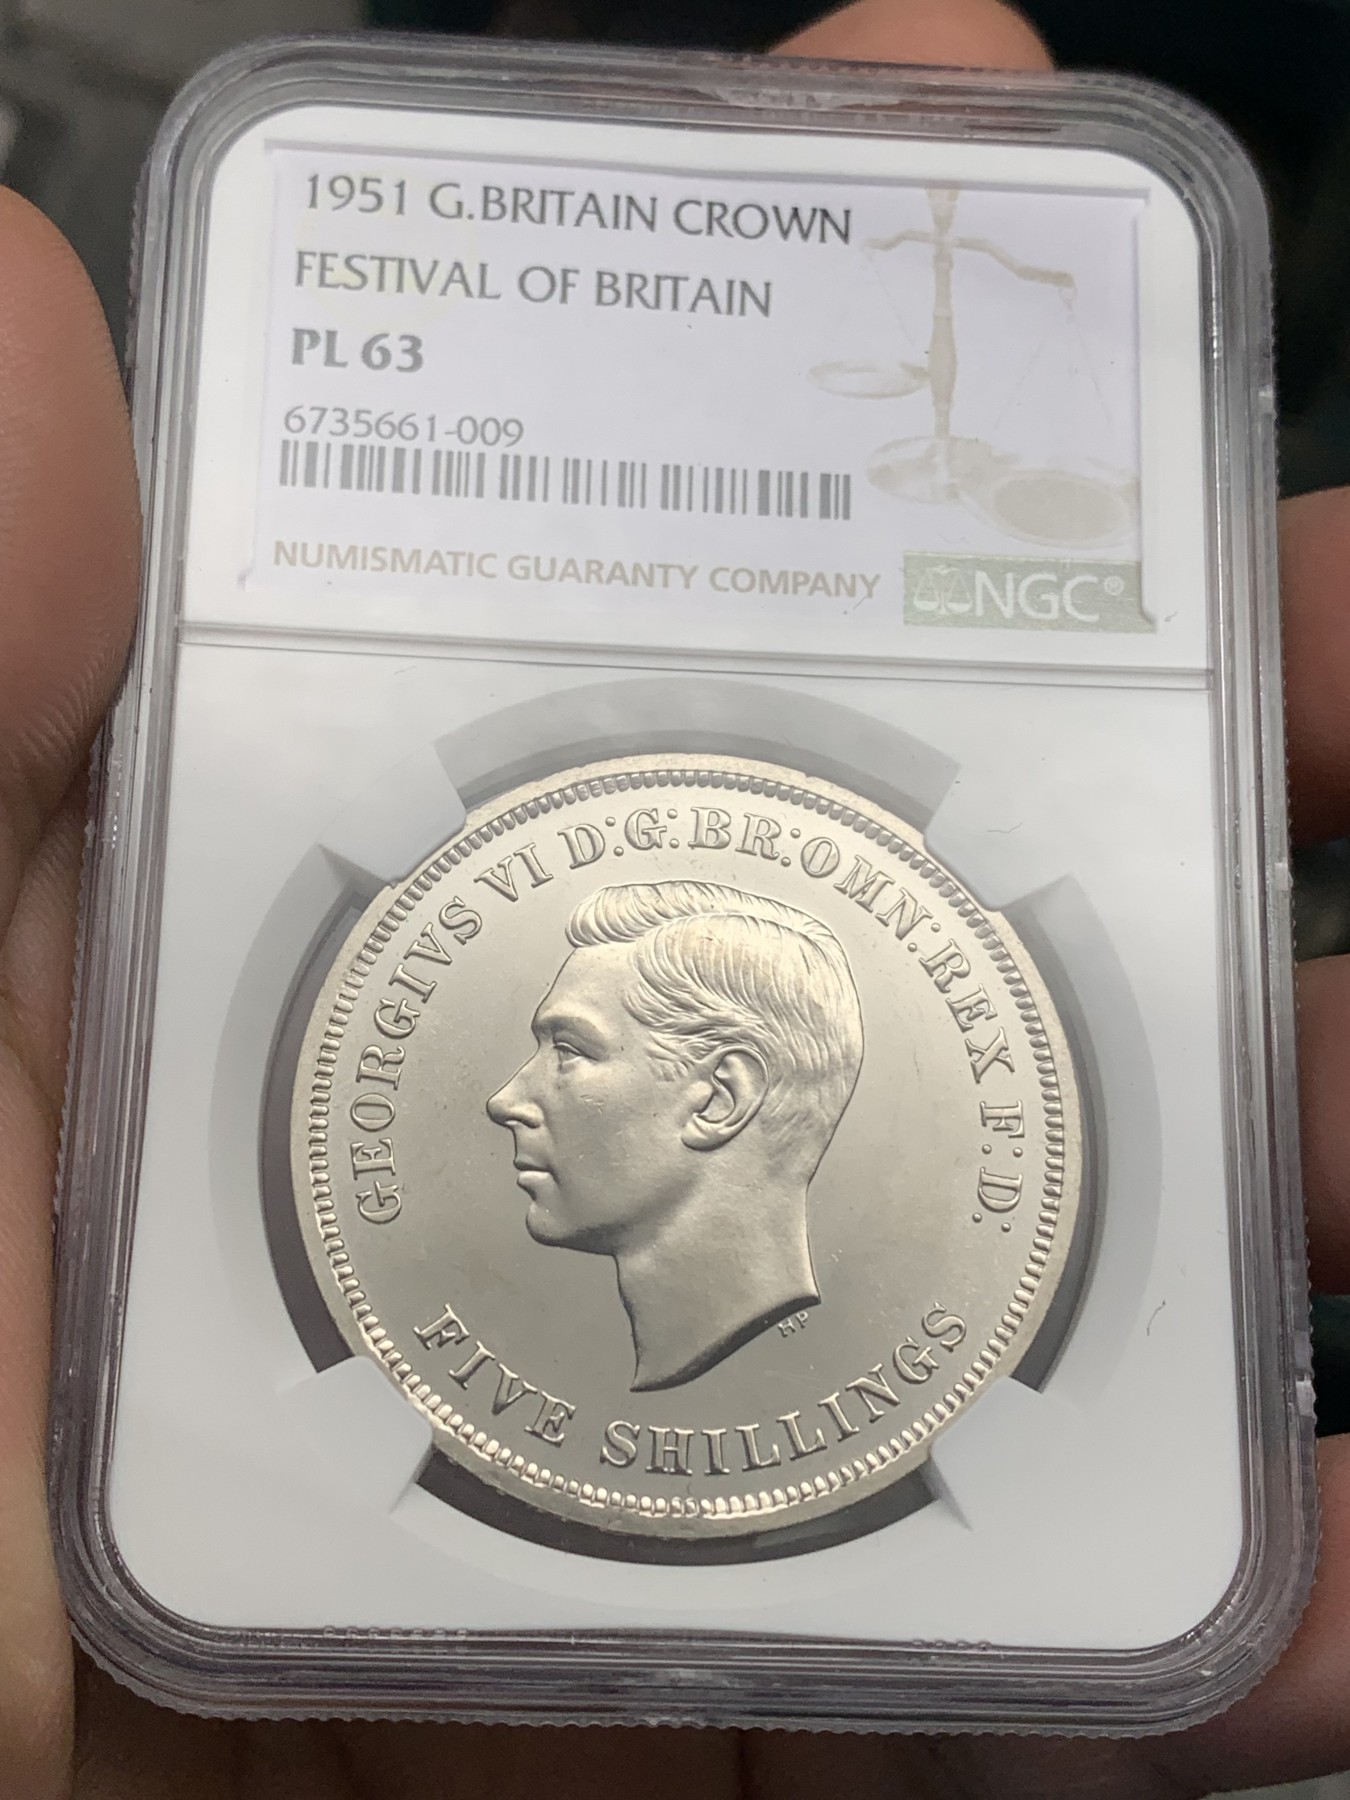 1951 G.BRITAIN CROWN
FESTIVAL OF BRITAIN
PL 63
6735661-009
NUMISMATIC GUARANTY COMPANY
NGC®
GEORGIVS VI D:G:BR:OMN:REX F:D:
HP
FIVE SHILLINGS